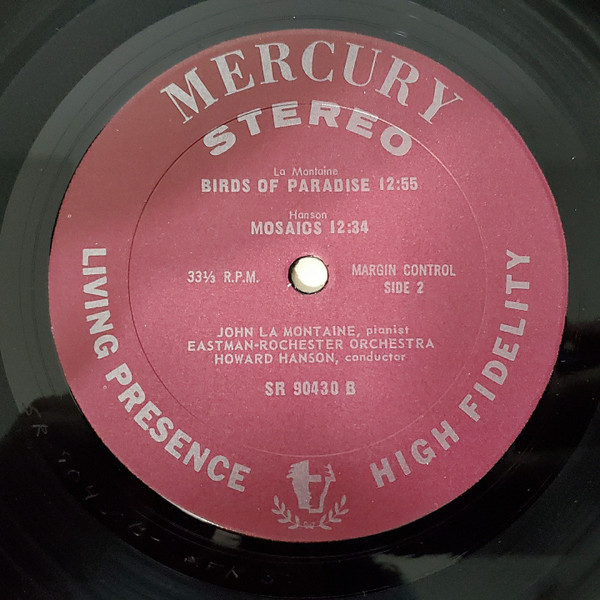 MERCURY
STEREO
La Montaine
BIRDS OF PARADISE 12:55
Hanson
MOSAICS 12:34
33⅓ R.P.M.
MARGIN CONTROL
SIDE 2
JOHN LA MONTAINE, pianist
EASTMAN-ROCHESTER ORCHESTRA
HOWARD HANSON, conductor
SR 90430 B
LIVING PRESENCE
HIGH FIDELITY